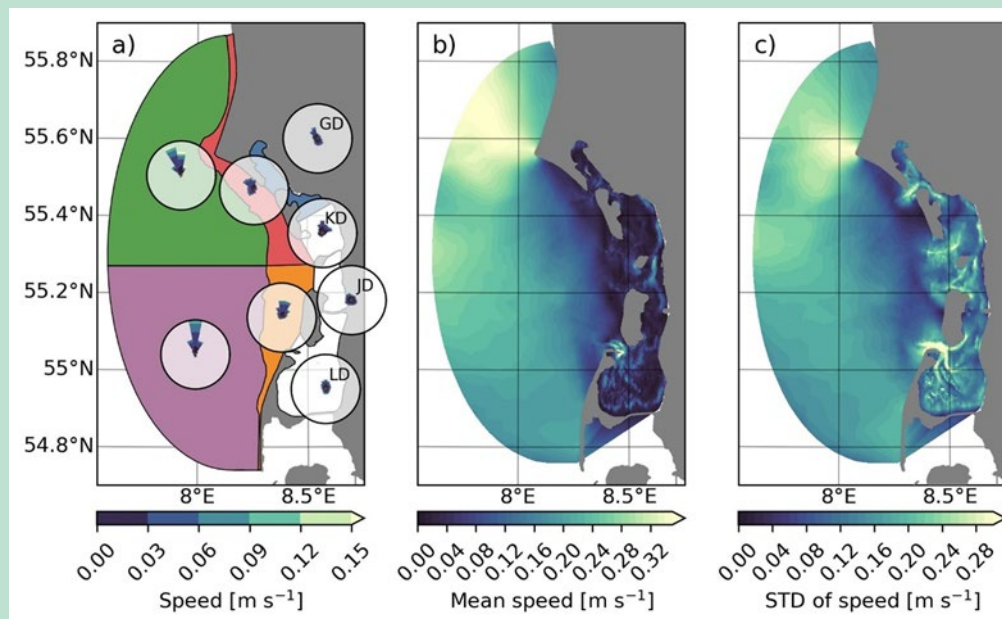 a)
b)
c)
55.8°N
55.6°N
55.4°N
55.2°N
55°N
54.8°N
GD
KD
JD
LD
8°E 8.5°E
8°E 8.5°E
8°E 8.5°E
0.00 0.03 0.06 0.09 0.12 0.15
Speed [m s⁻¹]
0.00 0.04 0.08 0.12 0.16 0.20 0.24 0.28 0.32
Mean speed [m s⁻¹]
0.00 0.04 0.08 0.12 0.16 0.20 0.24 0.28
STD of speed [m s⁻¹]